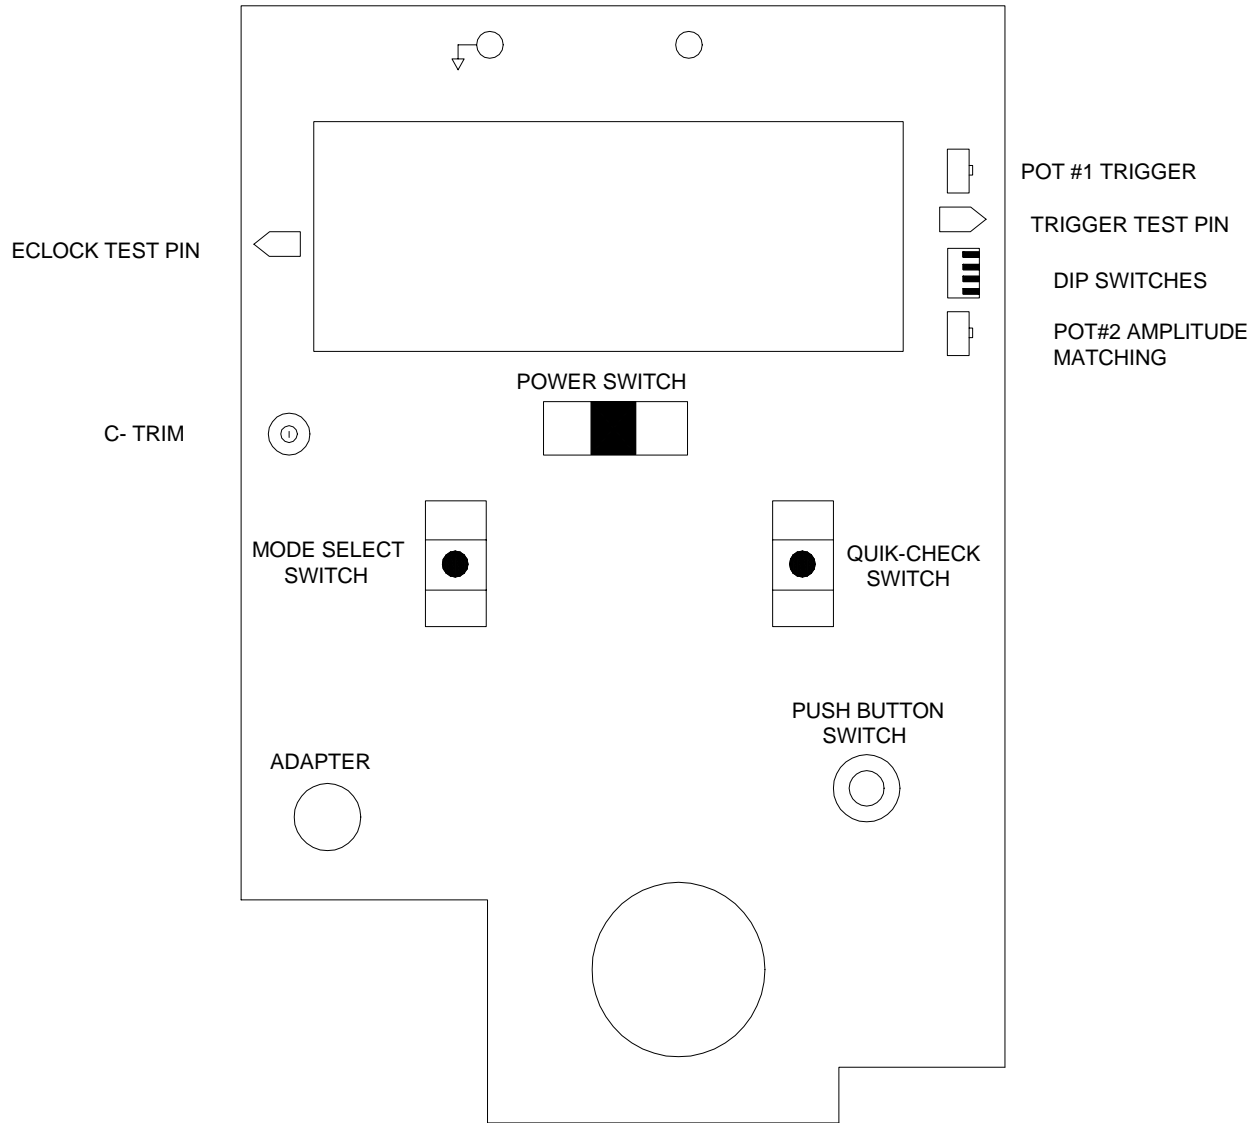 POT #1 TRIGGER
TRIGGER TEST PIN
ECLOCK TEST PIN
DIP SWITCHES
POT#2 AMPLITUDE
MATCHING
POWER SWITCH
C- TRIM
MODE SELECT
SWITCH
QUIK-CHECK
SWITCH
PUSH BUTTON
SWITCH
ADAPTER